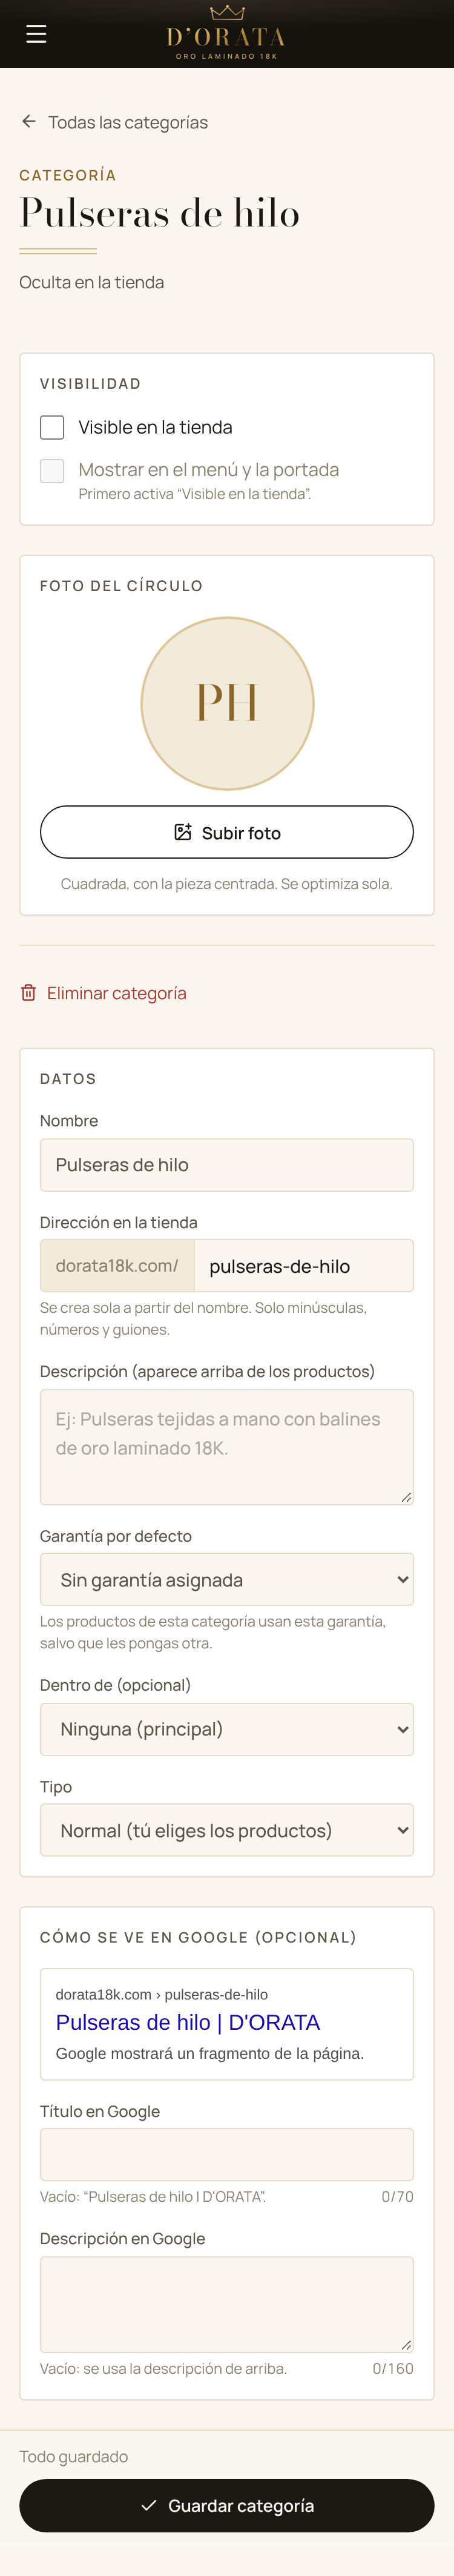 D'ORATA
ORO LAMINADO 18K
Todas las categorías
CATEGORÍA
Pulseras de hilo
Oculta en la tienda
VISIBILIDAD
Visible en la tienda
Mostrar en el menú y la portada
Primero activa “Visible en la tienda”.
FOTO DEL CÍRCULO
PH
Subir foto
Cuadrada, con la pieza centrada. Se optimiza sola.
Eliminar categoría
DATOS
Nombre
Pulseras de hilo
Dirección en la tienda
dorata18k.com/ pulseras-de-hilo
Se crea sola a partir del nombre. Solo minúsculas,
números y guiones.
Descripción (aparece arriba de los productos)
Ej: Pulseras tejidas a mano con balines
de oro laminado 18K.
Garantía por defecto
Sin garantía asignada
Los productos de esta categoría usan esta garantía,
salvo que les pongas otra.
Dentro de (opcional)
Ninguna (principal)
Tipo
Normal (tú eliges los productos)
CÓMO SE VE EN GOOGLE (OPCIONAL)
dorata18k.com › pulseras-de-hilo
Pulseras de hilo | D'ORATA
Google mostrará un fragmento de la página.
Título en Google
Vacío: “Pulseras de hilo | D'ORATA”. 0/70
Descripción en Google
Vacío: se usa la descripción de arriba. 0/160
Todo guardado
Guardar categoría